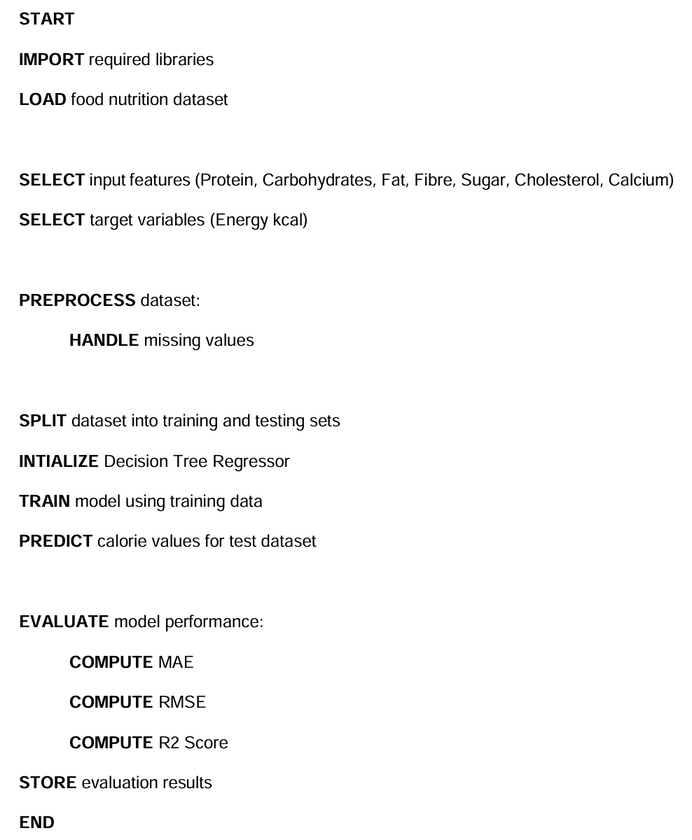 START
IMPORT required libraries
LOAD food nutrition dataset
SELECT input features (Protein, Carbohydrates, Fat, Fibre, Sugar, Cholesterol, Calcium)
SELECT target variables (Energy kcal)
PREPROCESS dataset:
HANDLE missing values
SPLIT dataset into training and testing sets
INTIALIZE Decision Tree Regressor
TRAIN model using training data
PREDICT calorie values for test dataset
EVALUATE model performance:
COMPUTE MAE
COMPUTE RMSE
COMPUTE R2 Score
STORE evaluation results
END